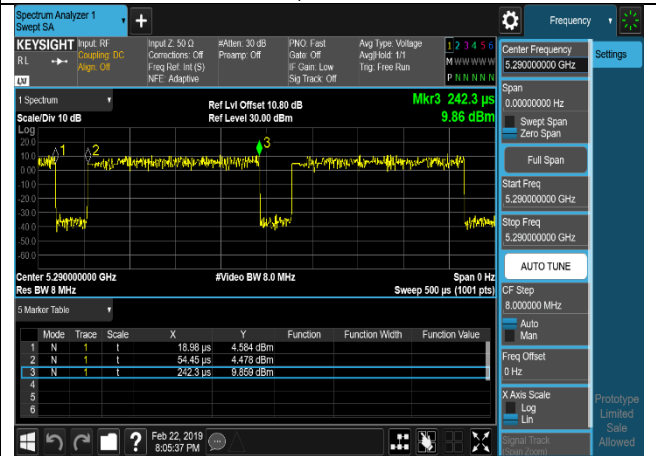 Spectrum Analyzer 1
Swept SA
+
Frequency
KEYSIGHT
RL
LXI
Input: RF
Coupling: DC
Align: Off
Input Z: 50 Ω
Corrections: Off
Freq Ref: Int (S)
NFE: Adaptive
#Atten: 30 dB
Preamp: Off
PNO: Fast
Gate: Off
IF Gain: Low
Sig Track: Off
Avg Type: Voltage
Avg|Hold: 1/1
Trig: Free Run
1 2 3 4 5 6
M W W W W W
P N N N N N
1 Spectrum
Scale/Div 10 dB
Log
Ref Lvl Offset 10.80 dB
Ref Level 30.00 dBm
Mkr3 242.3 µs
9.86 dBm
20.0
10.0
0.00
-10.0
-20.0
-30.0
-40.0
-50.0
-60.0
1
2
3
Center 5.290000000 GHz
Res BW 8 MHz
#Video BW 8.0 MHz
Span 0 Hz
Sweep 500 µs (1001 pts)
5 Marker Table
Mode Trace Scale X Y Function Function Width Function Value
1 N 1 t 18.98 µs 4.584 dBm
2 N 1 t 54.45 µs 4.478 dBm
3 N 1 t 242.3 µs 9.859 dBm
4
5
6
?
Feb 22, 2019
8:05:37 PM
Center Frequency
5.290000000 GHz
Settings
Span
0.00000000 Hz
Swept Span
Zero Span
Full Span
Start Freq
5.290000000 GHz
Stop Freq
5.290000000 GHz
AUTO TUNE
CF Step
8.000000 MHz
Auto
Man
Freq Offset
0 Hz
X Axis Scale
Log
Lin
Signal Track
(Span Zoom)
Prototype
Limited
Sale
Allowed